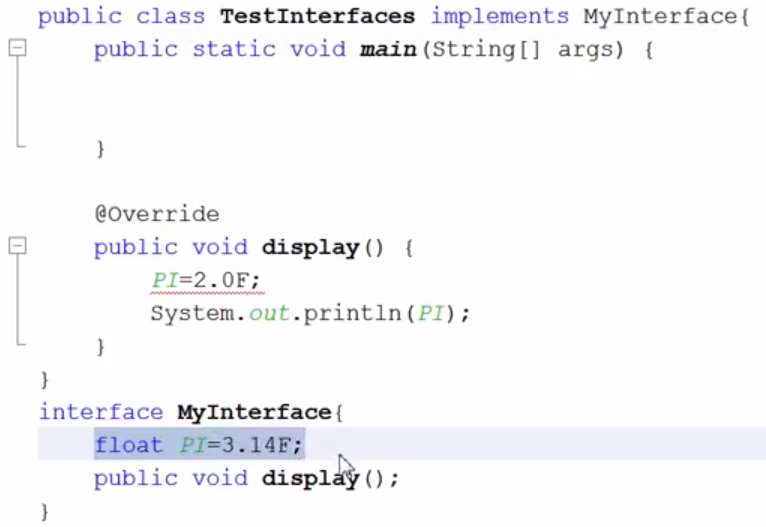 public class TestInterfaces implements MyInterface{
public static void main(String[] args) {
}
@Override
public void display() {
PI=2.0F;
System.out.println(PI);
}
}
interface MyInterface{
float PI=3.14F;
public void display();
}